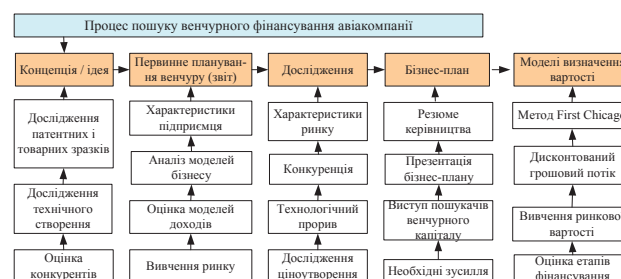 Процес пошуку венчурного фінансування авіакомпанії
Концепція / ідея
Первинне плануван-
ня венчуру (звіт)
Дослідження
Бізнес-план
Моделі визначення
вартості
Дослідження
патентних і
товарних зразків
Дослідження
технічного
створення
Оцінка
конкурентів
Характеристики
підприємця
Аналіз моделей
бізнесу
Оцінка моделей
доходів
Вивчення ринку
Характеристики
ринку
Конкуренція
Технологічний
прорив
Дослідження
ціноутворення
Резюме
керівництва
Презентація
бізнес-плану
Виступ пошукачів
венчурного
капіталу
Необхідні зусилля
Метод First Chicago
Дисконтований
грошовий потік
Вивчення ринкової
вартості
Оцінка етапів
фінансування